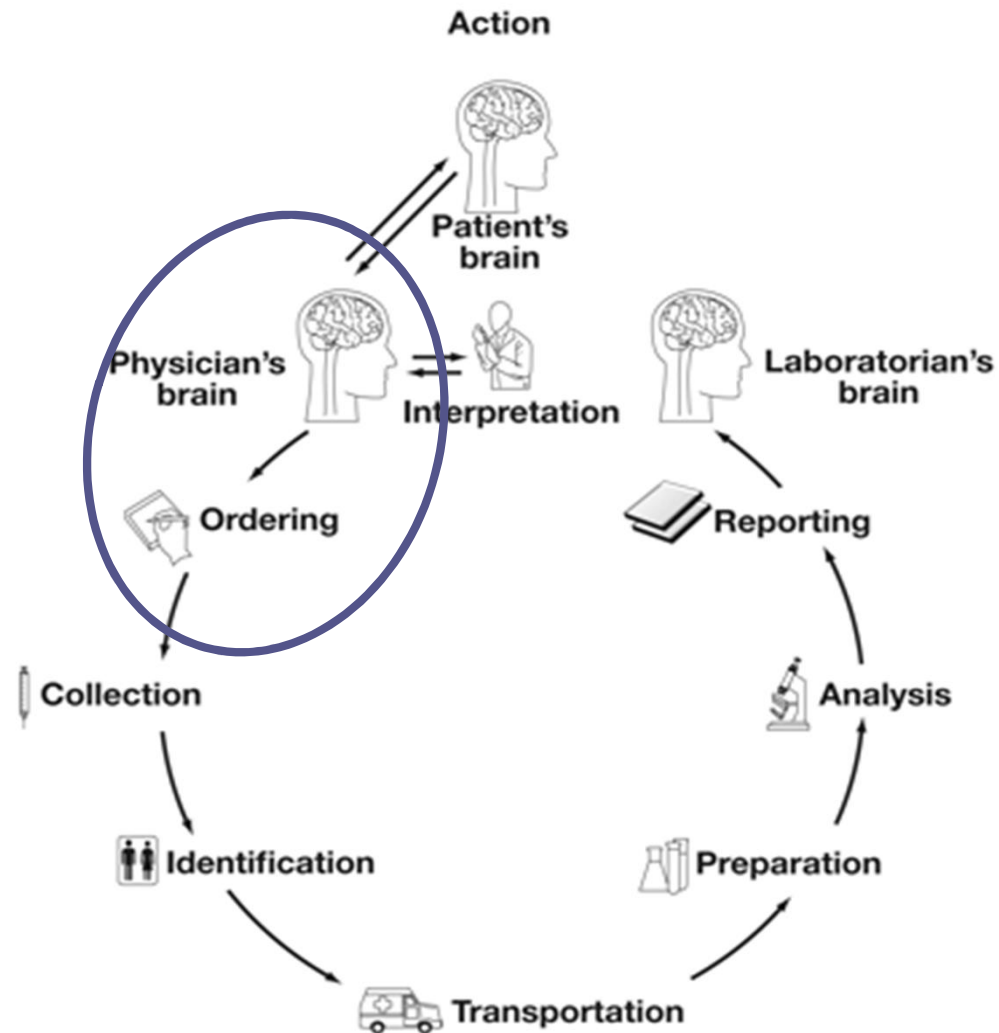 Action
Patient's
brain
Physician's
brain
Interpretation
Laboratorian's
brain
Ordering
Reporting
Collection
Analysis
Identification
Preparation
Transportation